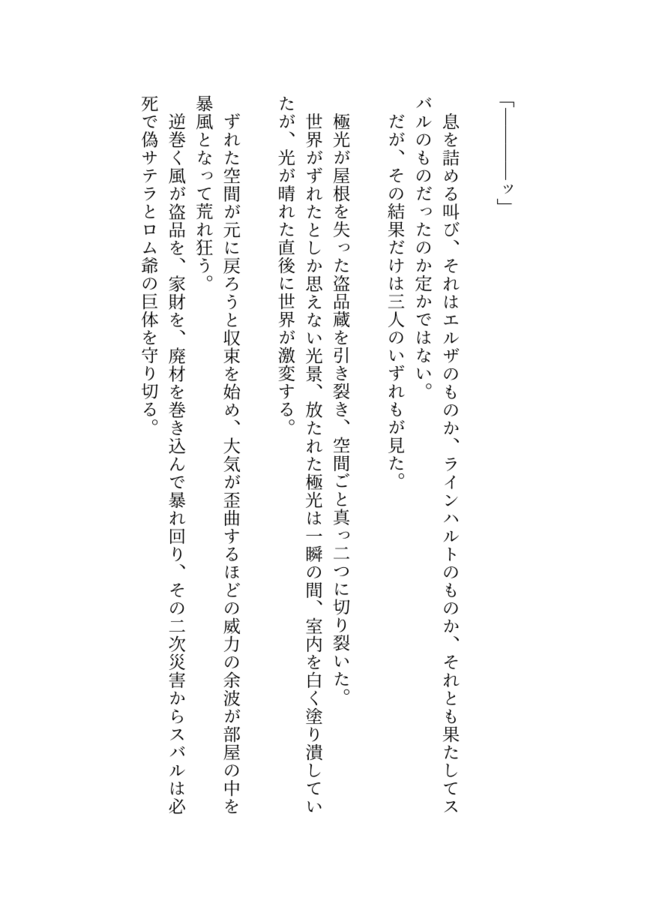 「――――ッ」
息を詰める叫び、それはエルザのものか、ラインハルトのものか、それとも果たしてス
バルのものだったのか定かではない。
だが、その結果だけは三人のいずれもが見た。
極光が屋根を失った盗品蔵を引き裂き、空間ごと真っ二つに切り裂いた。
世界がずれたとしか思えない光景、放たれた極光は一瞬の間、室内を白く塗り潰してい
たが、光が晴れた直後に世界が激変する。
ずれた空間が元に戻ろうと収束を始め、大気が歪曲するほどの威力の余波が部屋の中を
暴風となって荒れ狂う。
逆巻く風が盗品を、家財を、廃材を巻き込んで暴れ回り、その二次災害からスバルは必
死で偽サテラとロム爺の巨体を守り切る。